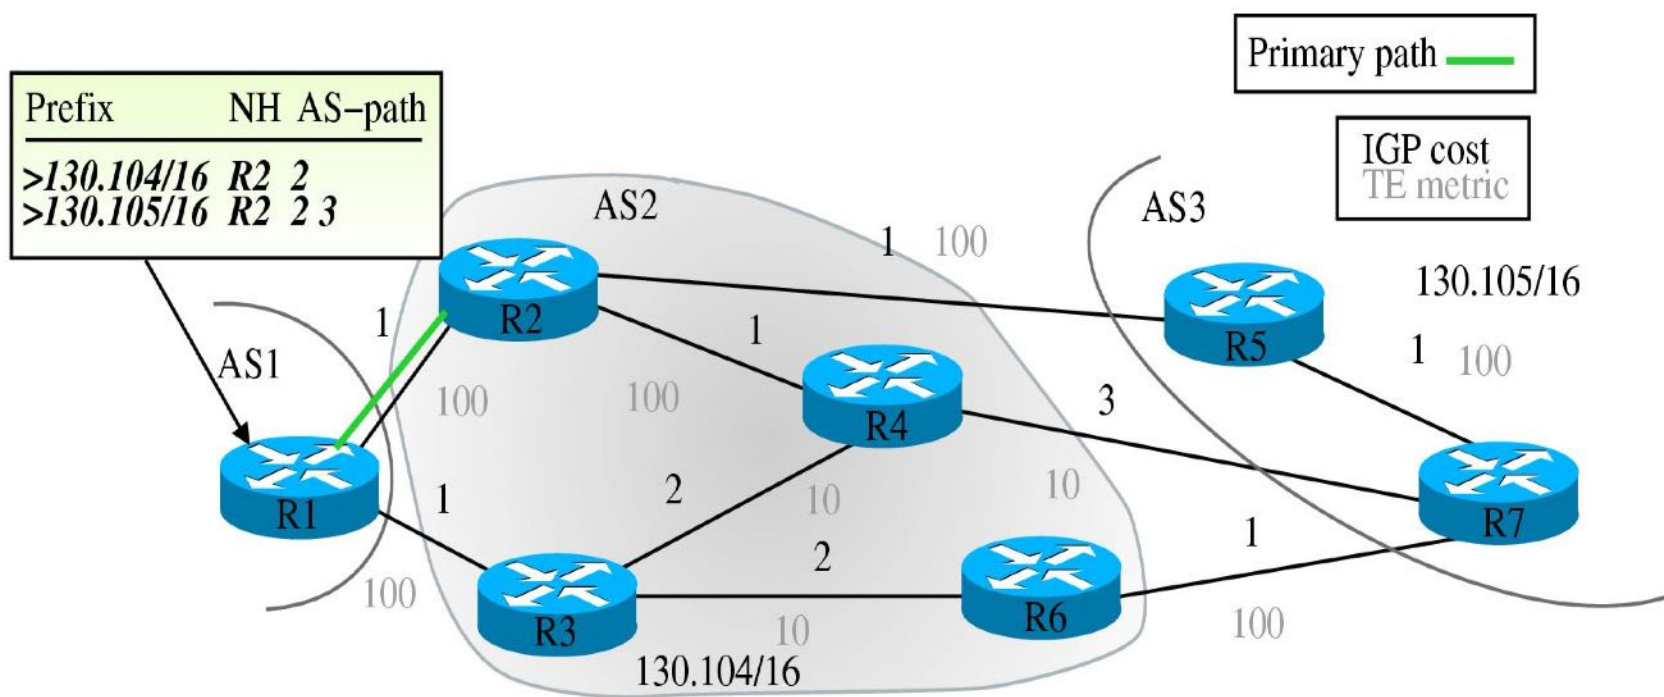 Primary path
Prefix NH AS-path
>130.104/16 R2 2
>130.105/16 R2 2 3
IGP cost
TE metric
AS2
AS3
1 100
130.105/16
R2
1
1
R5
1 100
AS1
100
100
R4
3
R1
1
2
10
10
R7
1
2
100
R3
10
R6
100
130.104/16